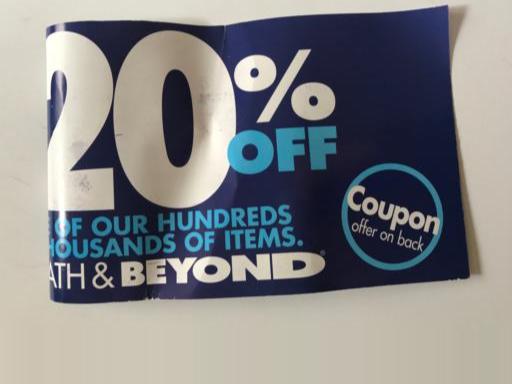 20%
OFF
OF OUR HUNDREDS
HOUSANDS OF ITEMS.
ATH & BEYOND®
Coupon
offer on back